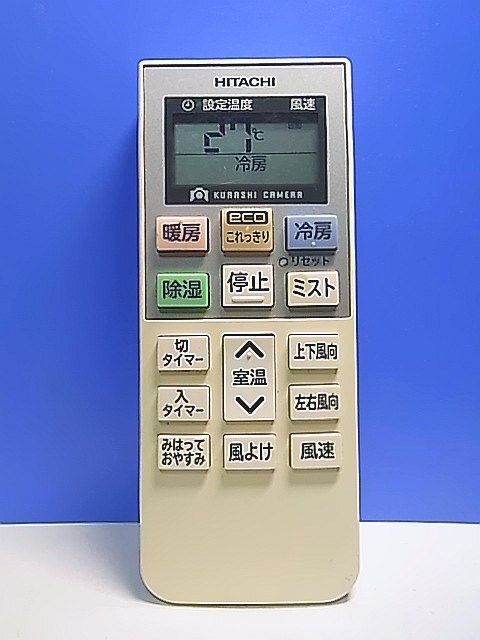 HITACHI
設定温度 風速
27℃
冷房
KURASHI CAMERA
暖房
eco
これっきり
冷房
リセット
除湿
停止
ミスト
切
タイマー
室温
上下風向
入
タイマー
左右風向
みはって
おやすみ
風よけ
風速